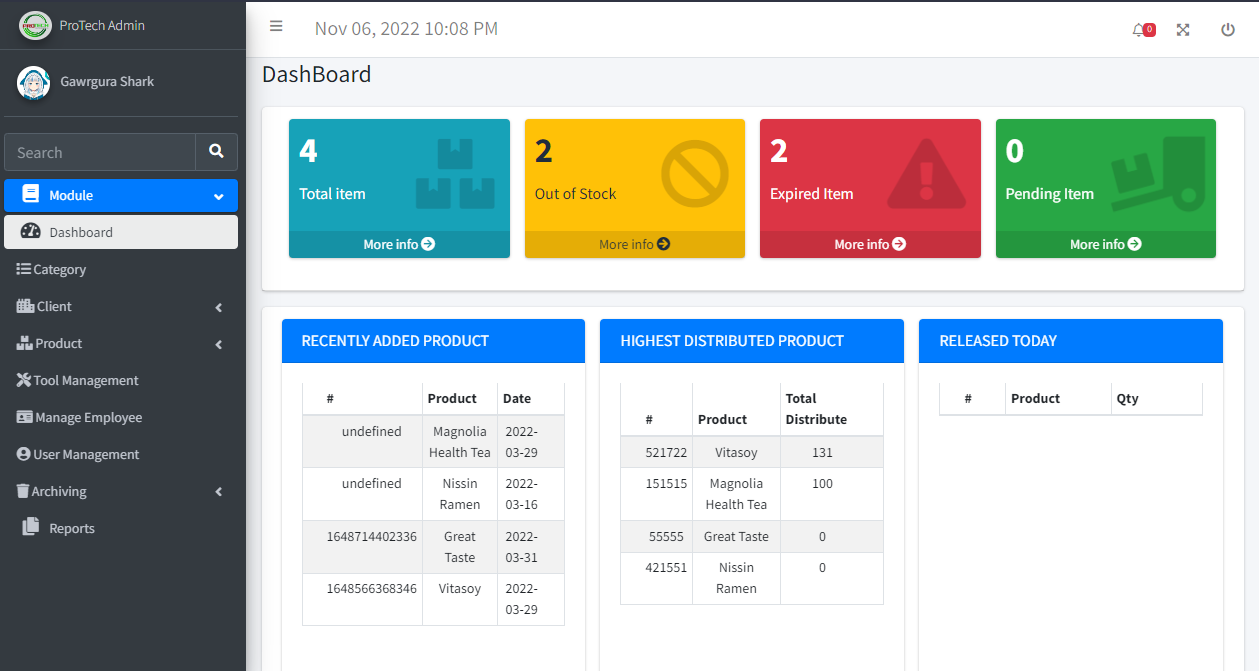 ProTech Admin
PROTECH
Gawrgura Shark
Search
Module
Dashboard
Category
Client
Product
Tool Management
Manage Employee
User Management
Archiving
Reports
Nov 06, 2022 10:08 PM
0
DashBoard
4
Total item
More info
2
Out of Stock
More info
2
Expired Item
More info
0
Pending Item
More info
RECENTLY ADDED PRODUCT
# Product Date
undefined Magnolia 2022-
Health Tea 03-29
undefined Nissin 2022-
Ramen 03-16
1648714402336 Great 2022-
Taste 03-31
1648566368346 Vitasoy 2022-
03-29
HIGHEST DISTRIBUTED PRODUCT
Total
# Product Distribute
521722 Vitasoy 131
151515 Magnolia 100
Health Tea
55555 Great Taste 0
421551 Nissin 0
Ramen
RELEASED TODAY
# Product Qty